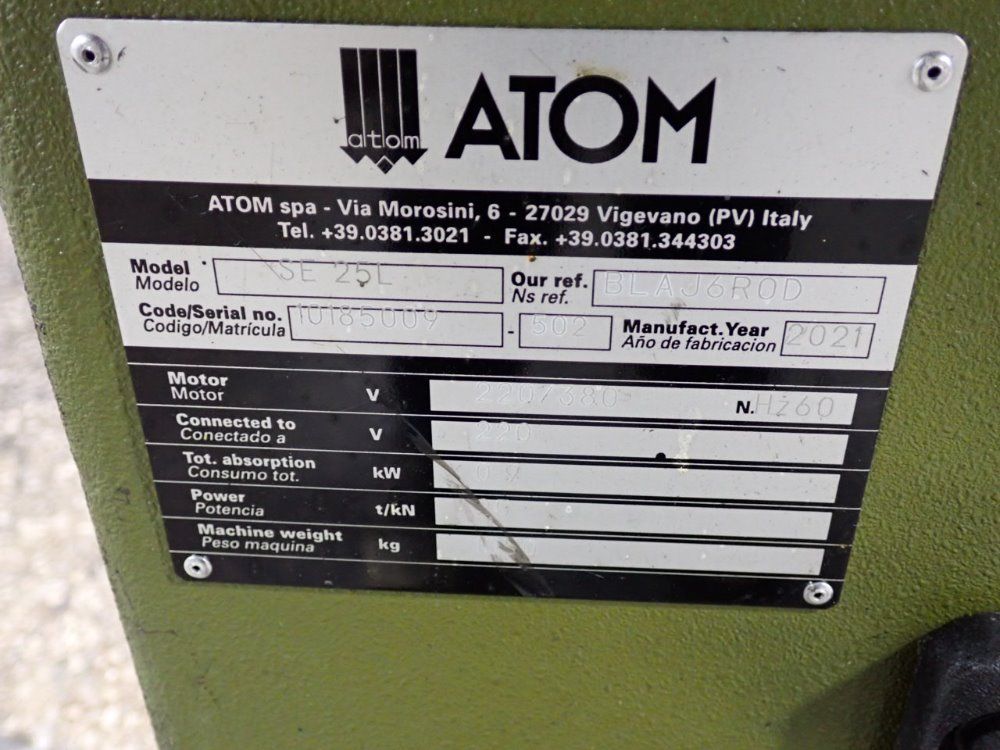 atom ATOM
ATOM spa - Via Morosini, 6 - 27029 Vigevano (PV) Italy
Tel. +39.0381.3021 - Fax. +39.0381.344303
Model SE 25L Our ref. BLAJ6R0D
Modelo Ns ref.
Code/Serial no. 10185009 - 502 Manufact.Year 2021
Codigo/Matrícula Año de fabricacion
Motor V 220/380 N. Hz60
Motor
Connected to V 220
Conectado a
Tot. absorption kW
Consumo tot.
Power t/kN
Potencia
Machine weight kg
Peso maquina